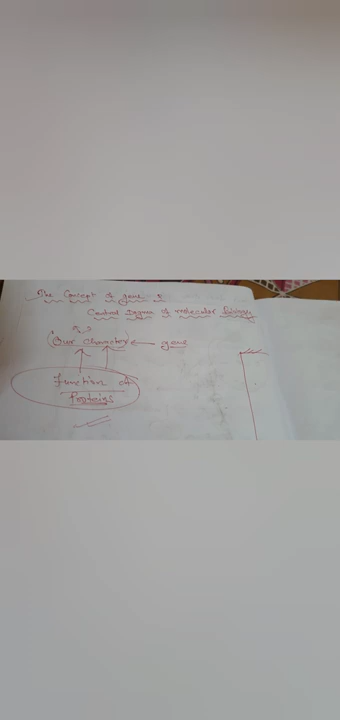 The Concept of gene &
Central Dogma of molecular Biology
(Our Character) ← gene
Function of
Proteins